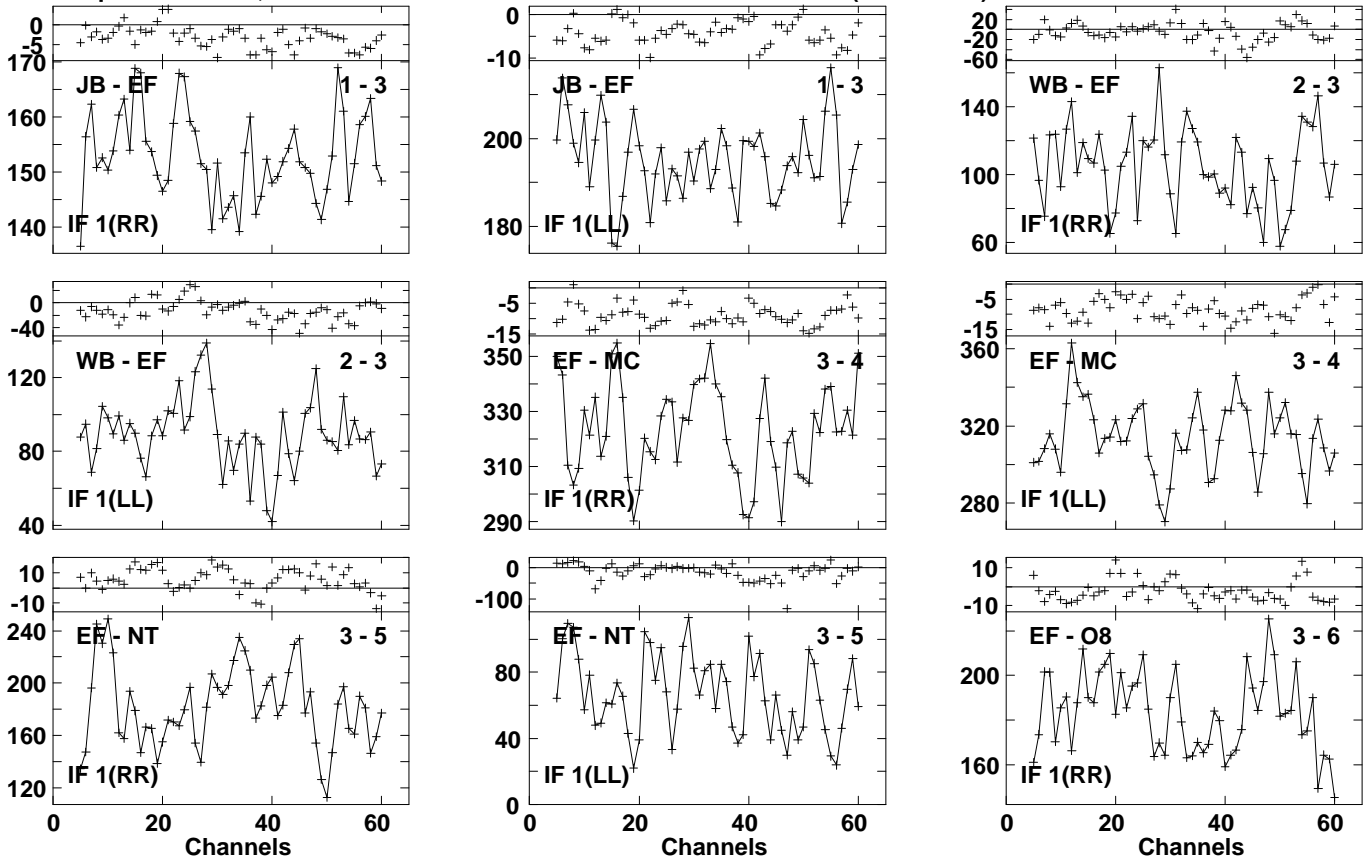 0
-5
170
160
150
140
JB - EF
1 - 3
IF 1(RR)
0
-10
200
180
JB - EF
1 - 3
IF 1(LL)
20
-20
-60
140
100
60
WB - EF
2 - 3
IF 1(RR)
0
-40
120
80
40
WB - EF
2 - 3
IF 1(LL)
-5
-15
350
330
310
290
EF - MC
3 - 4
IF 1(RR)
-5
-15
360
320
280
EF - MC
3 - 4
IF 1(LL)
10
-10
240
200
160
120
EF - NT
3 - 5
IF 1(RR)
0 20 40 60
Channels
0
-100
80
40
0
EF - NT
3 - 5
IF 1(LL)
0 20 40 60
Channels
10
-10
200
160
EF - O8
3 - 6
IF 1(RR)
0 20 40 60
Channels